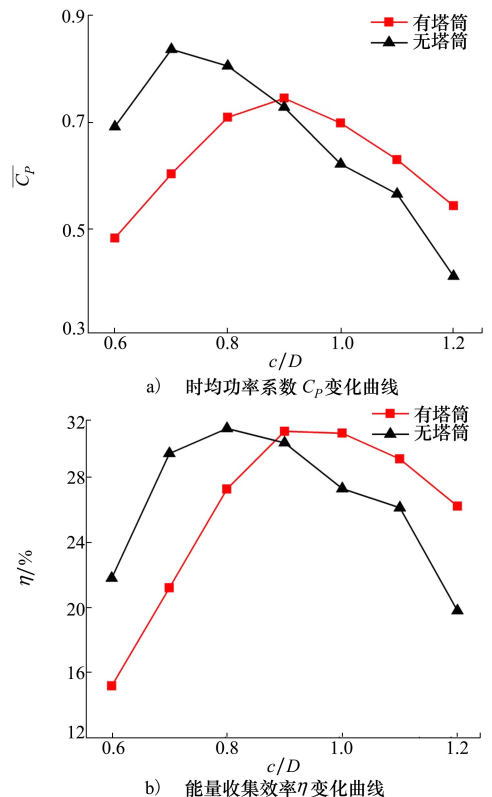 0.9
有塔筒
无塔筒
0.7
C̅_P
0.5
0.3
0.6 0.8 1.0 1.2
c/D
a） 时均功率系数 C_P 变化曲线
32
有塔筒
无塔筒
28
24
η/%
20
16
12
0.6 0.8 1.0 1.2
c/D
b） 能量收集效率η变化曲线